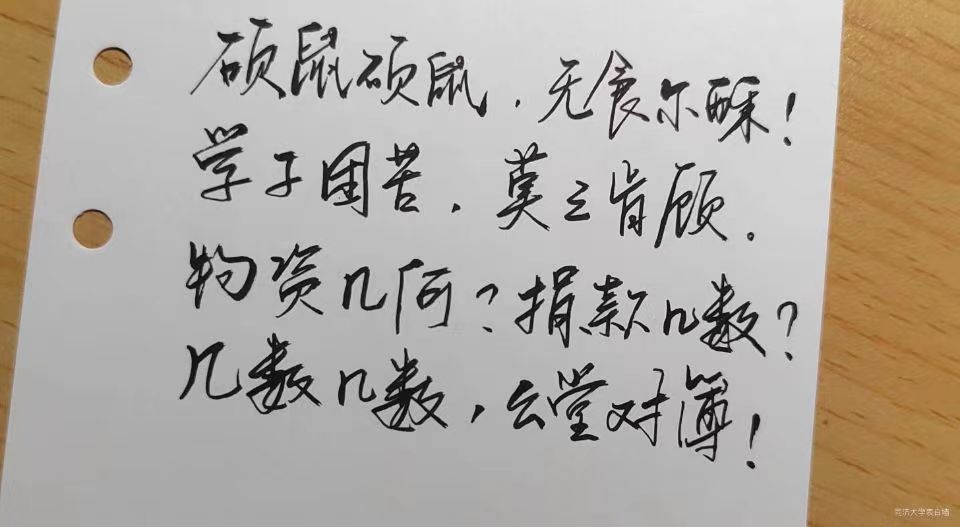 硕鼠硕鼠，无食尔酥！
学子困苦，莫之肯顾。
物资几何？捐款几数？
几数几数，公堂对簿！
同济大学表白墙